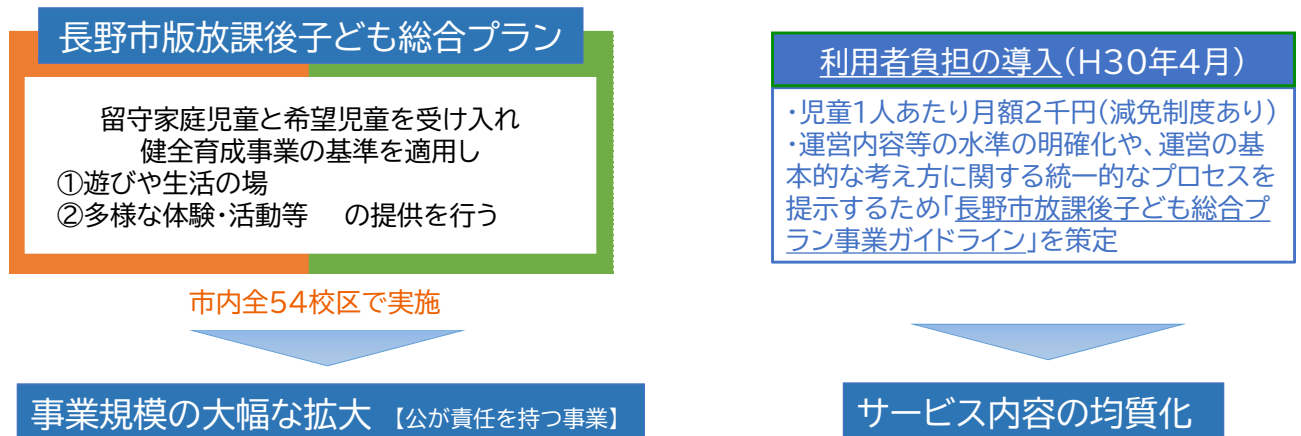 長野市版放課後子ども総合プラン
留守家庭児童と希望児童を受け入れ
健全育成事業の基準を適用し
①遊びや生活の場
②多様な体験・活動等　の提供を行う
市内全54校区で実施
事業規模の大幅な拡大 【公が責任を持つ事業】
利用者負担の導入(H30年4月)
・児童1人あたり月額2千円(減免制度あり)
・運営内容等の水準の明確化や、運営の基
本的な考え方に関する統一的なプロセスを
提示するため「長野市放課後子ども総合プ
ラン事業ガイドライン」を策定
サービス内容の均質化